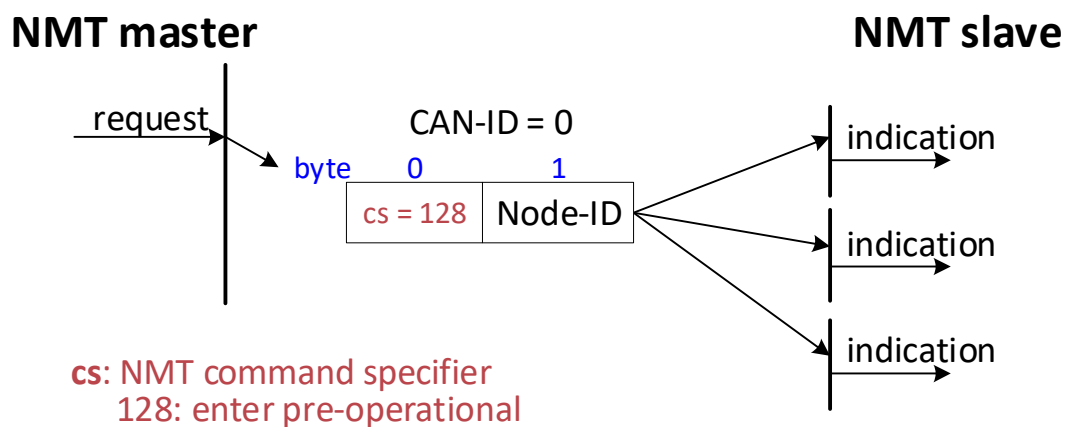 NMT master
NMT slave
request
CAN-ID = 0
indication
byte 0 1
cs = 128 Node-ID
indication
indication
cs: NMT command specifier
128: enter pre-operational